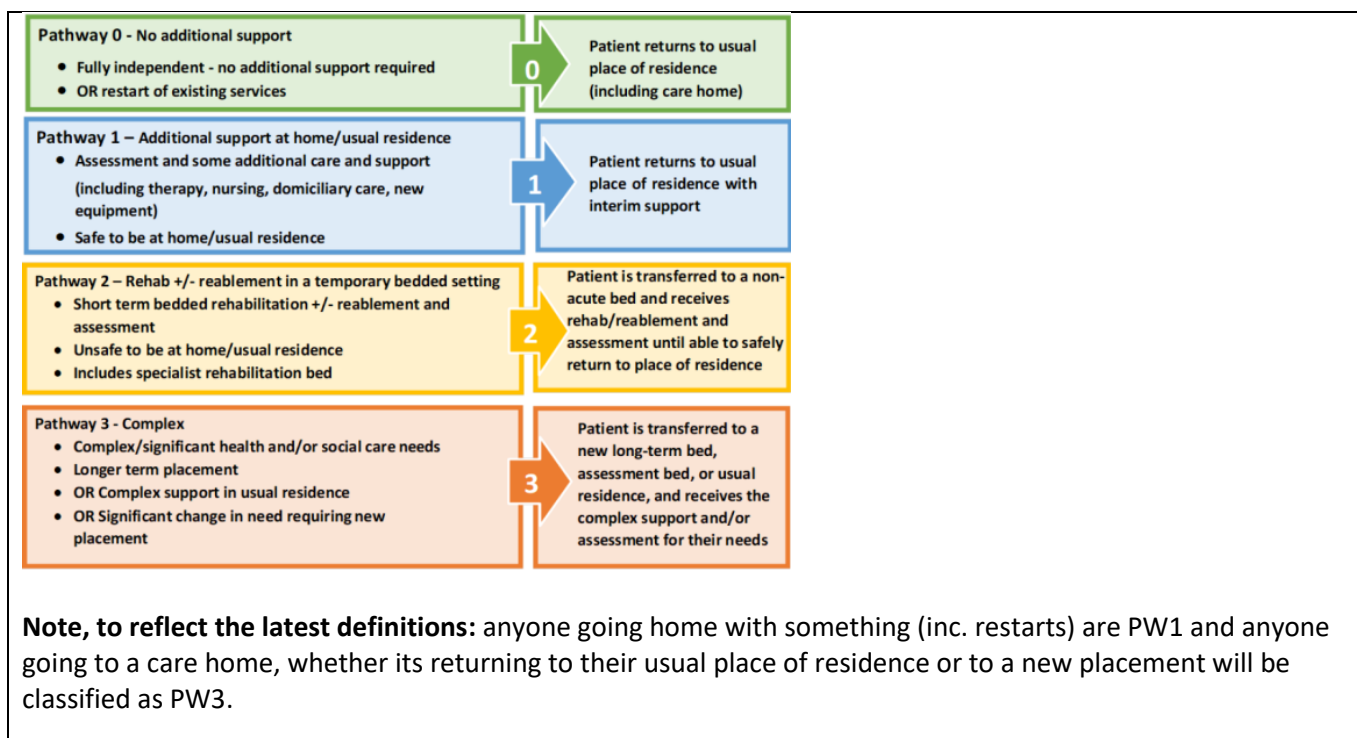 Pathway 0 - No additional support
• Fully independent - no additional support required
• OR restart of existing services
0
Patient returns to usual
place of residence
(including care home)
Pathway 1 – Additional support at home/usual residence
• Assessment and some additional care and support
(including therapy, nursing, domiciliary care, new
equipment)
• Safe to be at home/usual residence
1
Patient returns to usual
place of residence with
interim support
Pathway 2 – Rehab +/- reablement in a temporary bedded setting
• Short term bedded rehabilitation +/- reablement and
assessment
• Unsafe to be at home/usual residence
• Includes specialist rehabilitation bed
2
Patient is transferred to a non-
acute bed and receives
rehab/reablement and
assessment until able to safely
return to place of residence
Pathway 3 - Complex
• Complex/significant health and/or social care needs
• Longer term placement
• OR Complex support in usual residence
• OR Significant change in need requiring new
placement
3
Patient is transferred to a
new long-term bed,
assessment bed, or usual
residence, and receives the
complex support and/or
assessment for their needs
Note, to reflect the latest definitions: anyone going home with something (inc. restarts) are PW1 and anyone
going to a care home, whether its returning to their usual place of residence or to a new placement will be
classified as PW3.